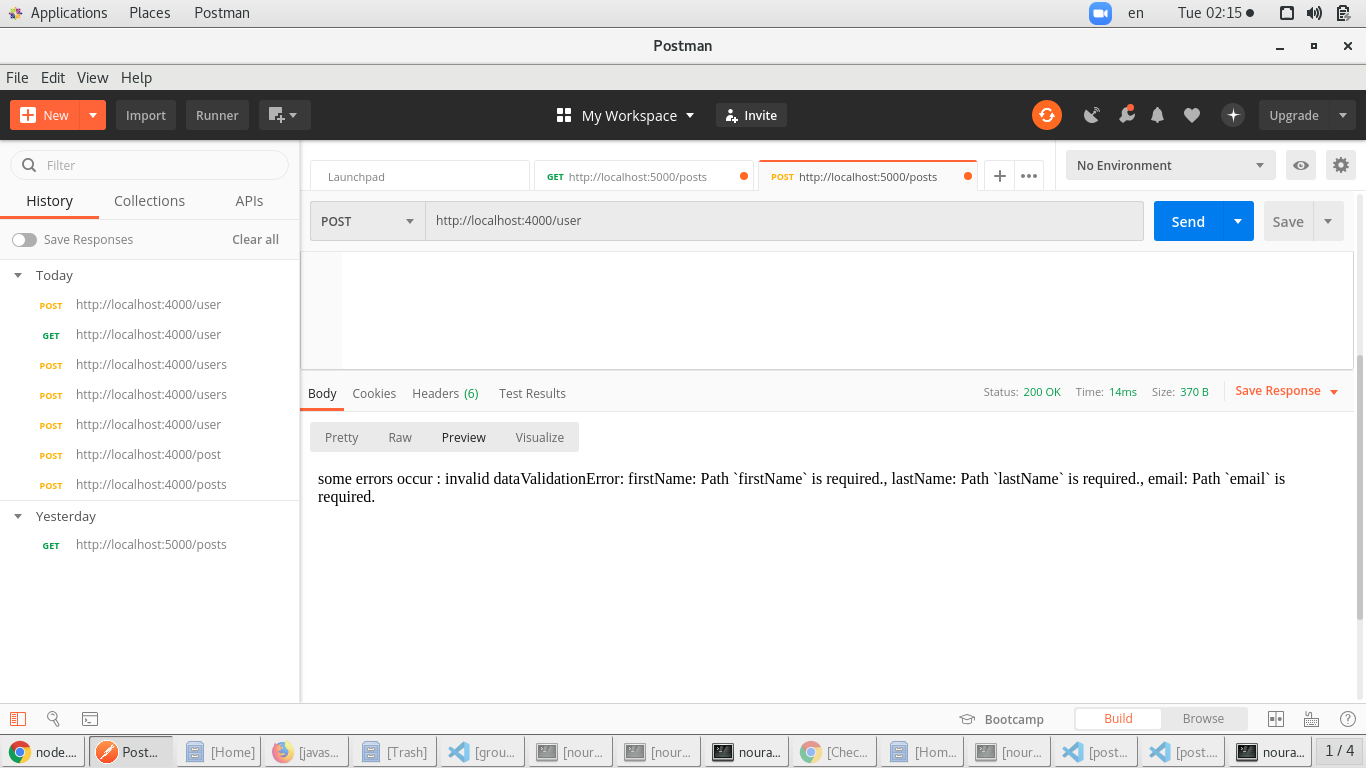 Applications Places Postman en Tue 02:15
Postman
File Edit View Help
New Import Runner My Workspace Invite Upgrade
Filter
Launchpad GET http://localhost:5000/posts POST http://localhost:5000/posts No Environment
History Collections APIs
POST http://localhost:4000/user Send Save
Save Responses Clear all
Today
POST http://localhost:4000/user
GET http://localhost:4000/user
POST http://localhost:4000/users
POST http://localhost:4000/users
POST http://localhost:4000/user
POST http://localhost:4000/post
POST http://localhost:4000/posts
Yesterday
GET http://localhost:5000/posts
Body Cookies Headers (6) Test Results Status: 200 OK Time: 14ms Size: 370 B Save Response
Pretty Raw Preview Visualize
some errors occur : invalid dataValidationError: firstName: Path `firstName` is required., lastName: Path `lastName` is required., email: Path `email` is
required.
Bootcamp Build Browse
node.... Post... [Home] [javas... [Trash] [grou... [nour... [nour... noura... [Chec... [Hom... [nour... [post... [post.... noura... 1 / 4